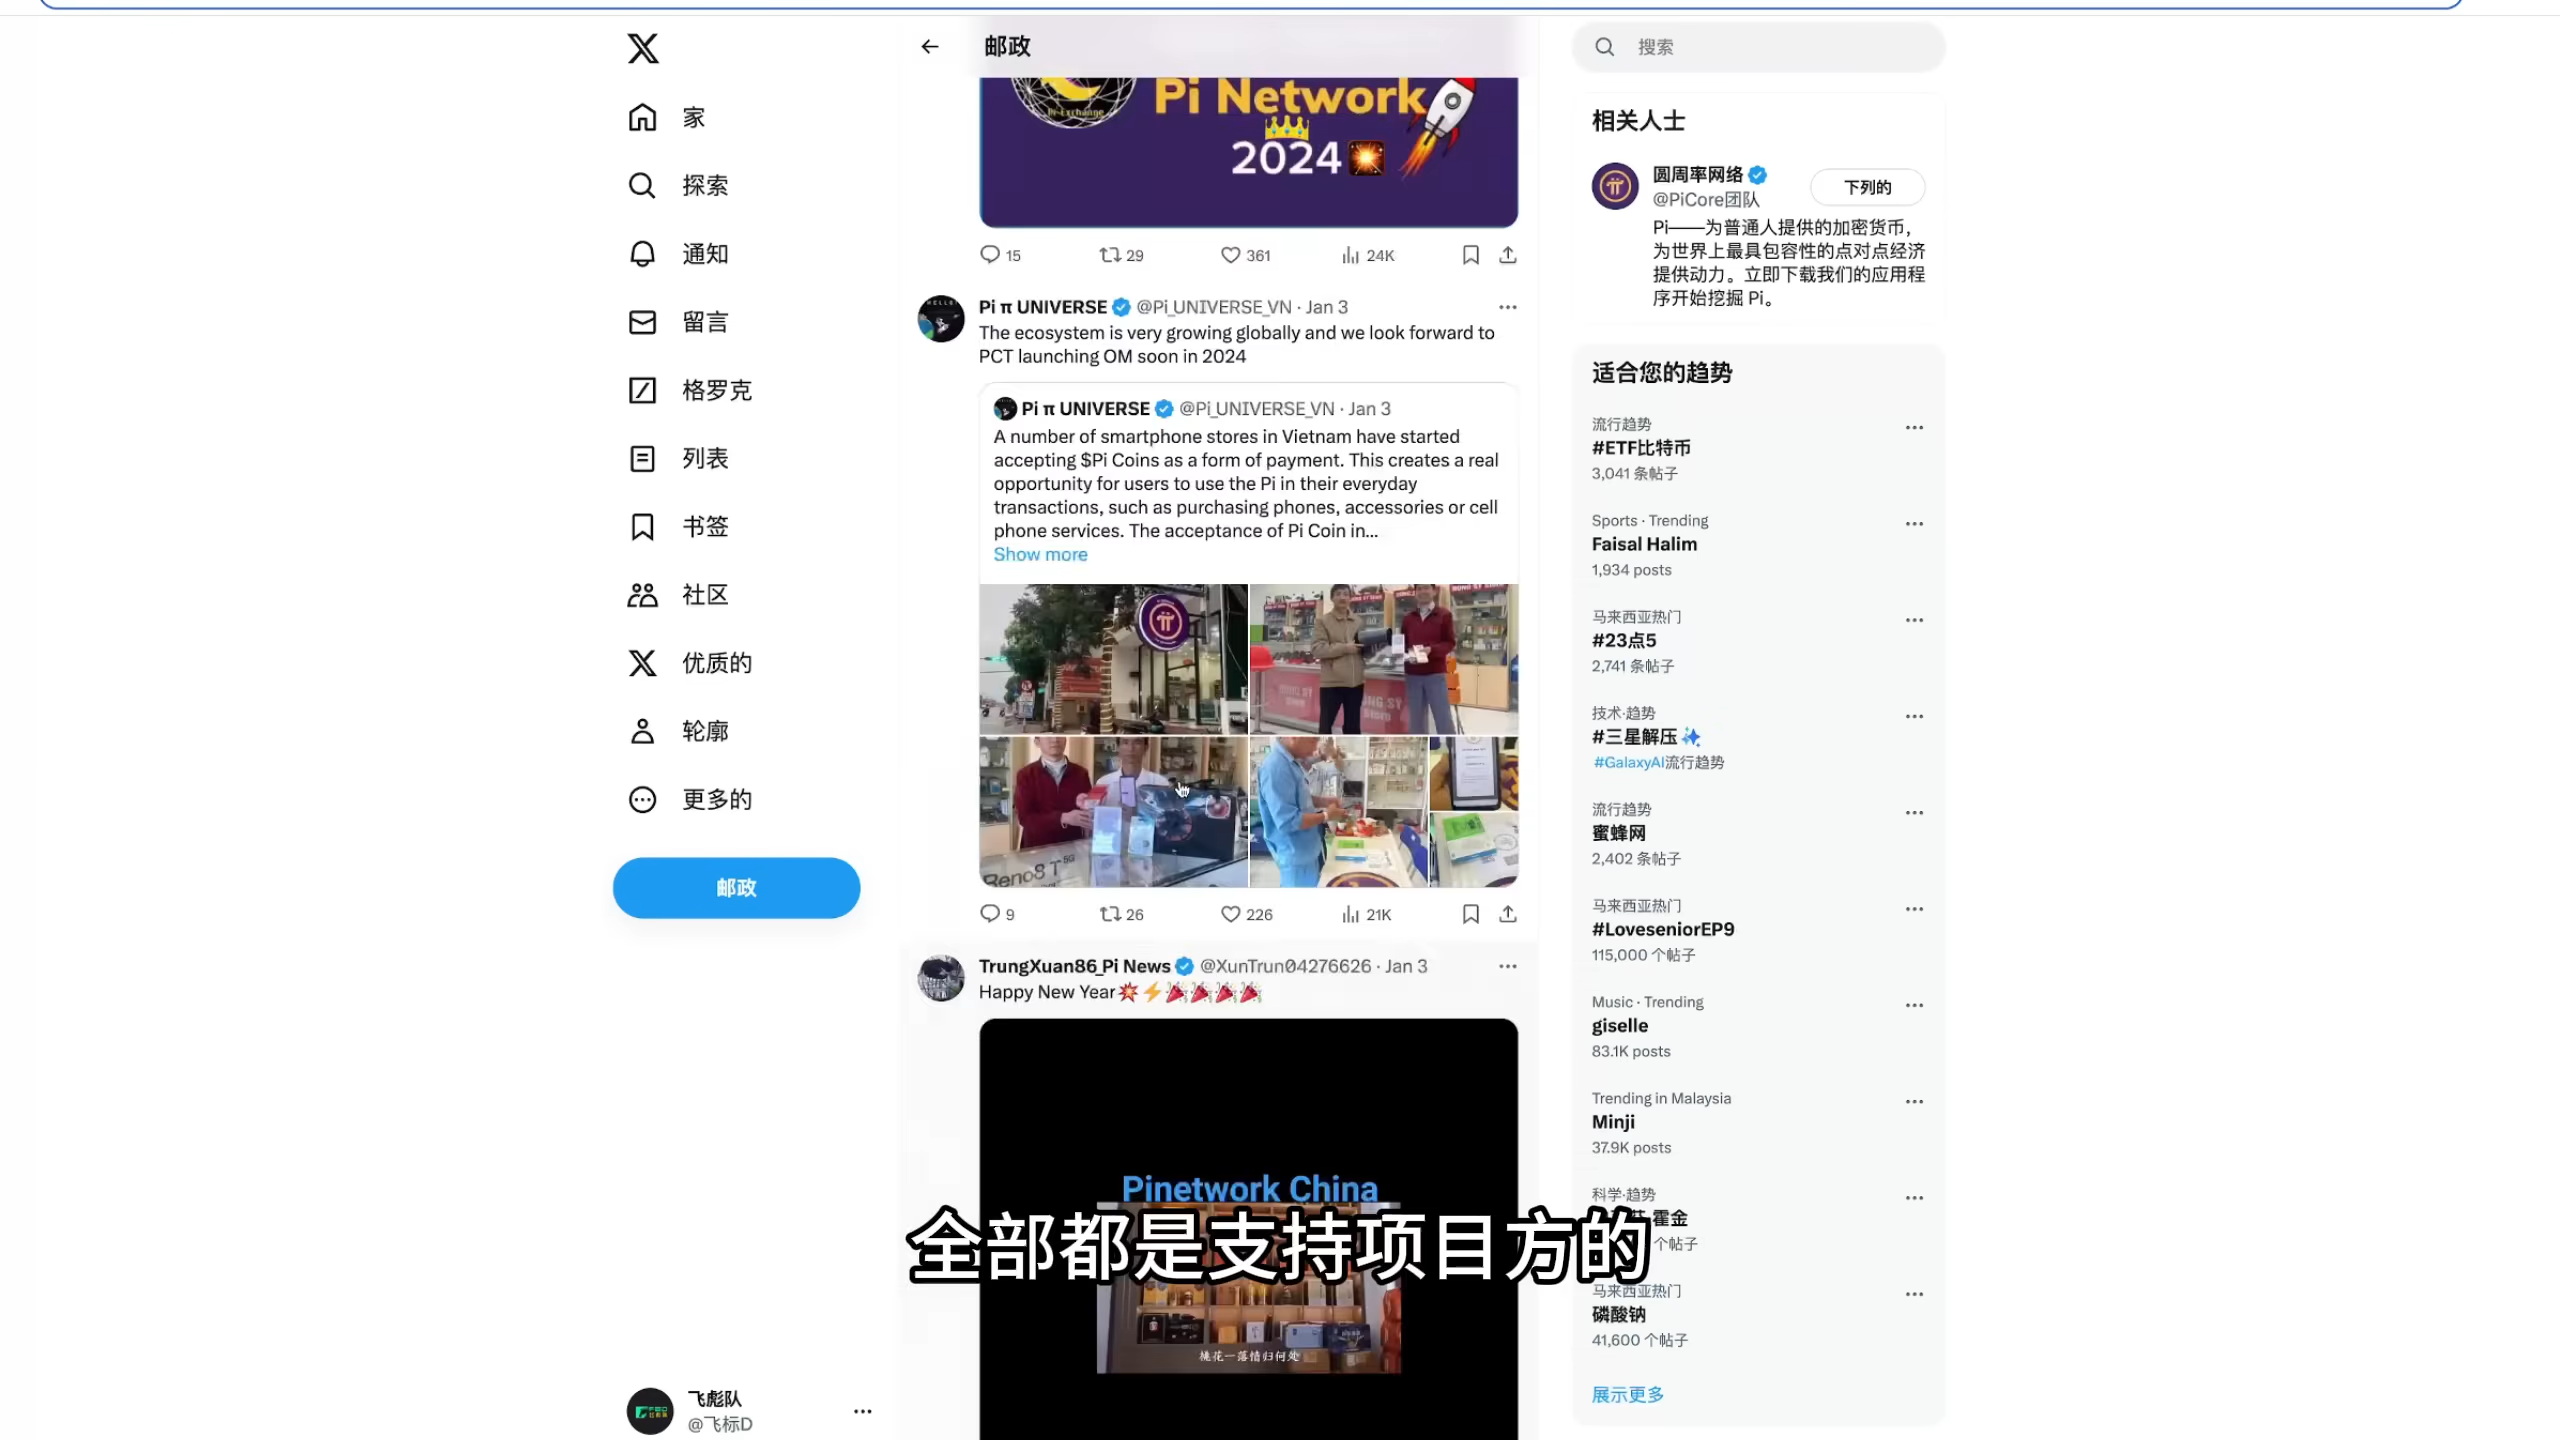 家
探索
通知
留言
格罗克
列表
书签
社区
优质的
轮廓
更多的
邮政
飞彪队
@飞标D
邮政
Pi-Exchange
Pi Network
2024
15
29
361
24K
Pi π UNIVERSE @Pi_UNIVERSE_VN · Jan 3
The ecosystem is very growing globally and we look forward to
PCT launching OM soon in 2024
Pi π UNIVERSE @Pi_UNIVERSE_VN · Jan 3
A number of smartphone stores in Vietnam have started
accepting $Pi Coins as a form of payment. This creates a real
opportunity for users to use the Pi in their everyday
transactions, such as purchasing phones, accessories or cell
phone services. The acceptance of Pi Coin in...
Show more
Reno8 T 5G
9
26
226
21K
TrungXuan86_Pi News @XunTrun04276626 · Jan 3
Happy New Year
Pinetwork China
全部都是支持项目方的
桃花一落情归何处
搜索
相关人士
圆周率网络
@PiCore团队
下列的
Pi——为普通人提供的加密货币，
为世界上最具包容性的点对点经济
提供动力。立即下载我们的应用程
序开始挖掘 Pi。
适合您的趋势
流行趋势
#ETF比特币
3,041 条帖子
Sports · Trending
Faisal Halim
1,934 posts
马来西亚热门
#23点5
2,741 条帖子
技术·趋势
#三星解压
#GalaxyAI流行趋势
流行趋势
蜜蜂网
2,402 条帖子
马来西亚热门
#LoveseniorEP9
115,000 个帖子
Music · Trending
giselle
83.1K posts
Trending in Malaysia
Minji
37.9K posts
科学·趋势
霍金
个帖子
马来西亚热门
磷酸钠
41,600 个帖子
展示更多